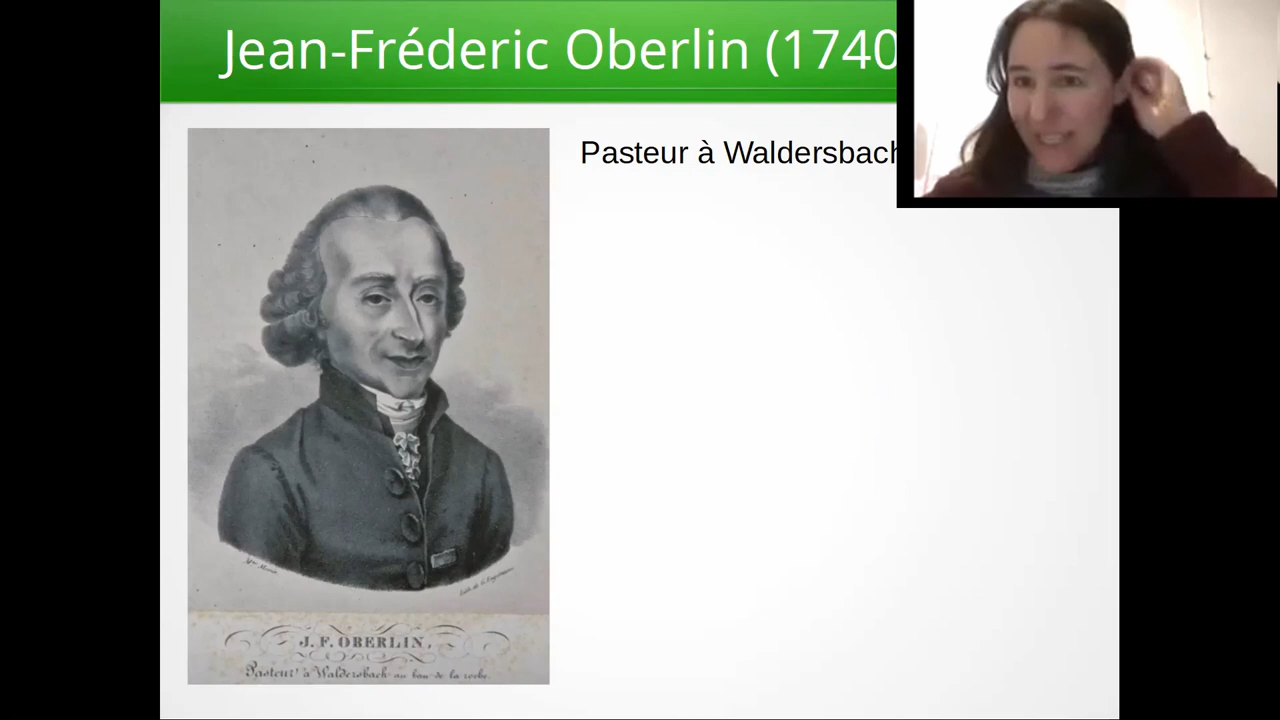 Jean-Fréderic Oberlin (1740
Pasteur à Waldersbach
J. F. OBERLIN,
Pasteur à Waldersbach au ban de la roche.